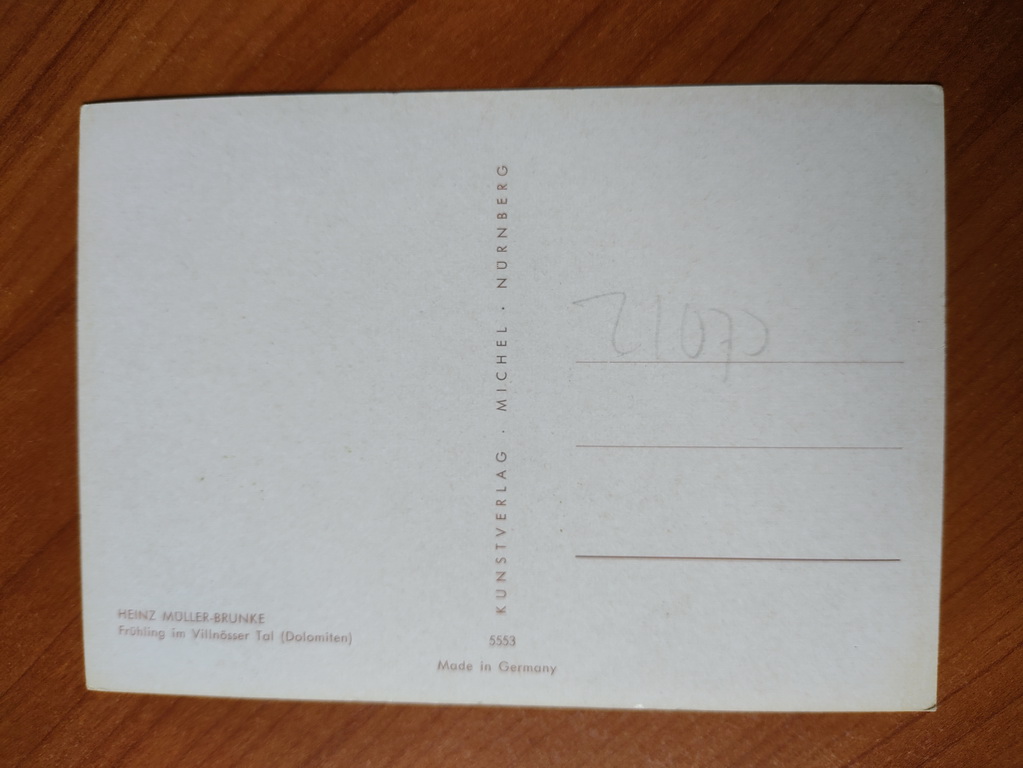 HEINZ MÜLLER-BRUNKE
Frühling im Villnösser Tal (Dolomiten)
KUNSTVERLAG · MICHEL · NÜRNBERG
5553
Made in Germany